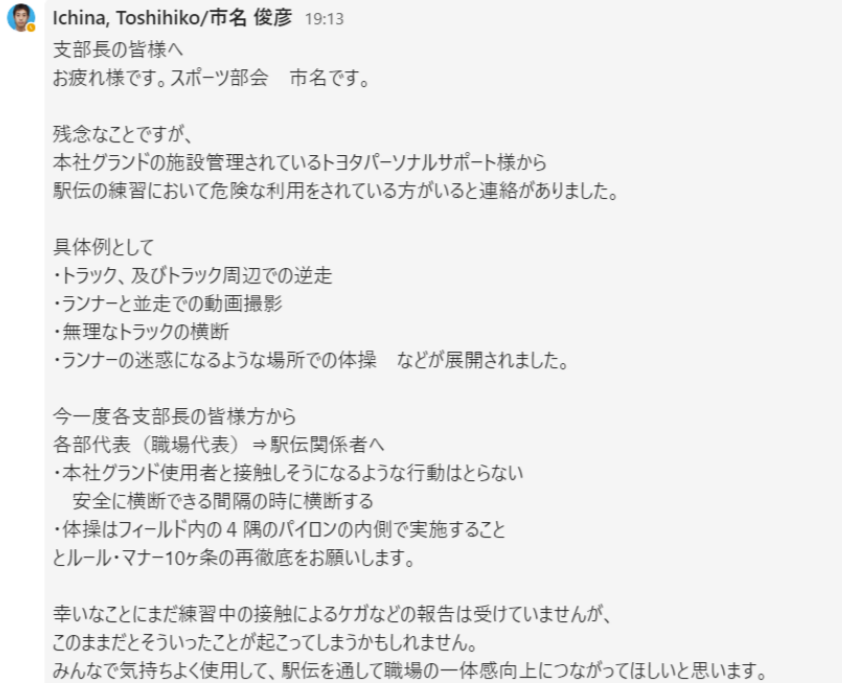 Ichina, Toshihiko/市名 俊彦 19:13
支部長の皆様へ
お疲れ様です。スポーツ部会　市名です。
残念なことですが、
本社グランドの施設管理されているトヨタパーソナルサポート様から
駅伝の練習において危険な利用をされている方がいると連絡がありました。
具体例として
・トラック、及びトラック周辺での逆走
・ランナーと並走での動画撮影
・無理なトラックの横断
・ランナーの迷惑になるような場所での体操　などが展開されました。
今一度各支部長の皆様方から
各部代表（職場代表）⇒駅伝関係者へ
・本社グランド使用者と接触しそうになるような行動はとらない
　安全に横断できる間隔の時に横断する
・体操はフィールド内の４隅のパイロンの内側で実施すること
とルール・マナー10ヶ条の再徹底をお願いします。
幸いなことにまだ練習中の接触によるケガなどの報告は受けていませんが、
このままだとそういったことが起こってしまうかもしれません。
みんなで気持ちよく使用して、駅伝を通して職場の一体感向上につながってほしいと思います。